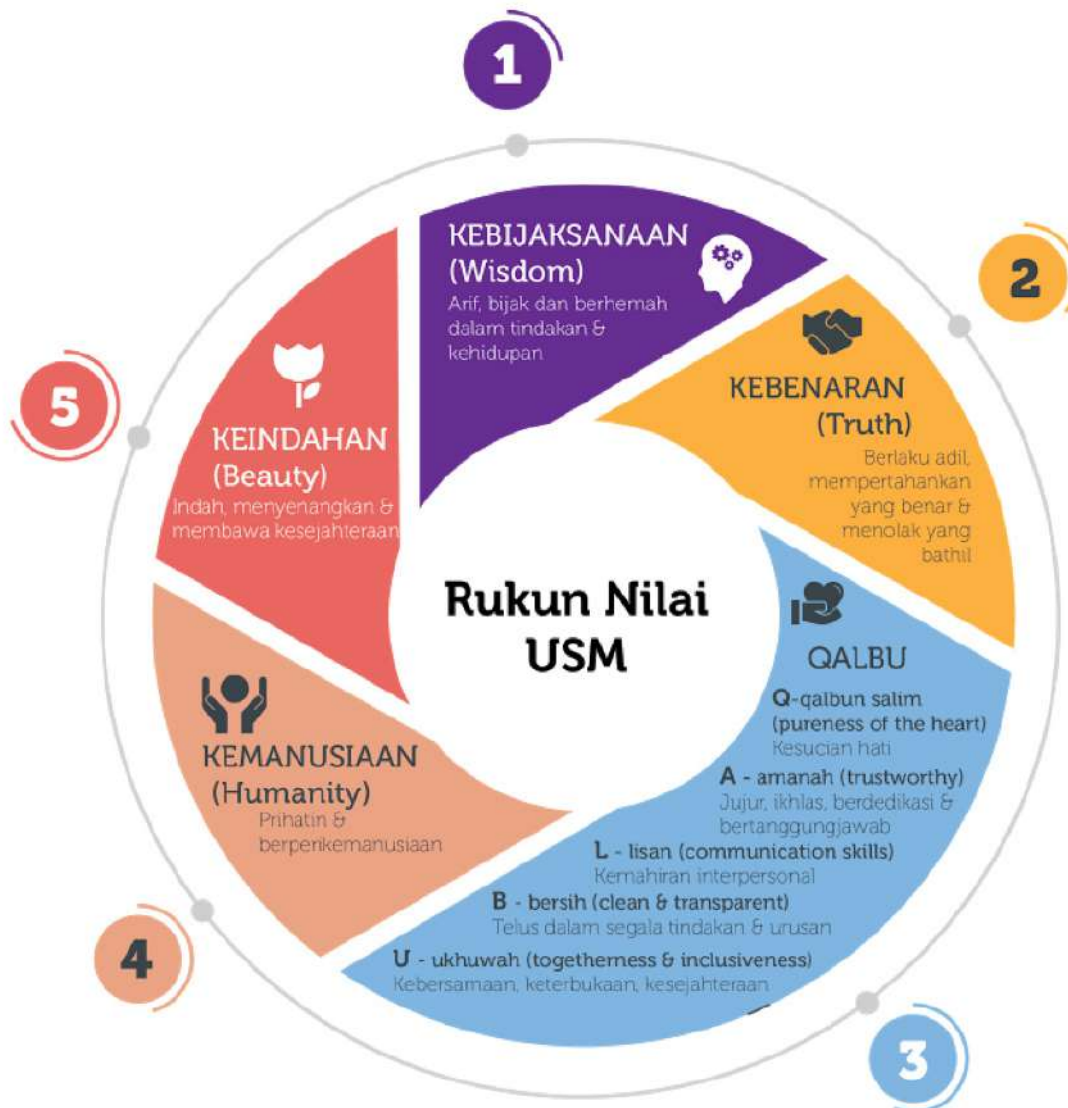 1
KEBIJAKSANAAN
(Wisdom)
Arif, bijak dan berhemah
dalam tindakan &
kehidupan
2
KEBENARAN
(Truth)
Berlaku adil,
mempertahankan
yang benar &
menolak yang
bathil
Rukun Nilai
USM
QALBU
Q-qalbun salim
(pureness of the heart)
Kesucian hati
A - amanah (trustworthy)
Jujur, ikhlas, berdedikasi &
bertanggungjawab
L - lisan (communication skills)
Kemahiran interpersonal
B - bersih (clean & transparent)
Telus dalam segala tindakan & urusan
U - ukhuwah (togetherness & inclusiveness)
Kebersamaan, keterbukaan, kesejahteraan
3
KEMANUSIAAN
(Humanity)
Prihatin &
berperikemanusiaan
4
5
KEINDAHAN
(Beauty)
Indah, menyenangkan &
membawa kesejahteraan